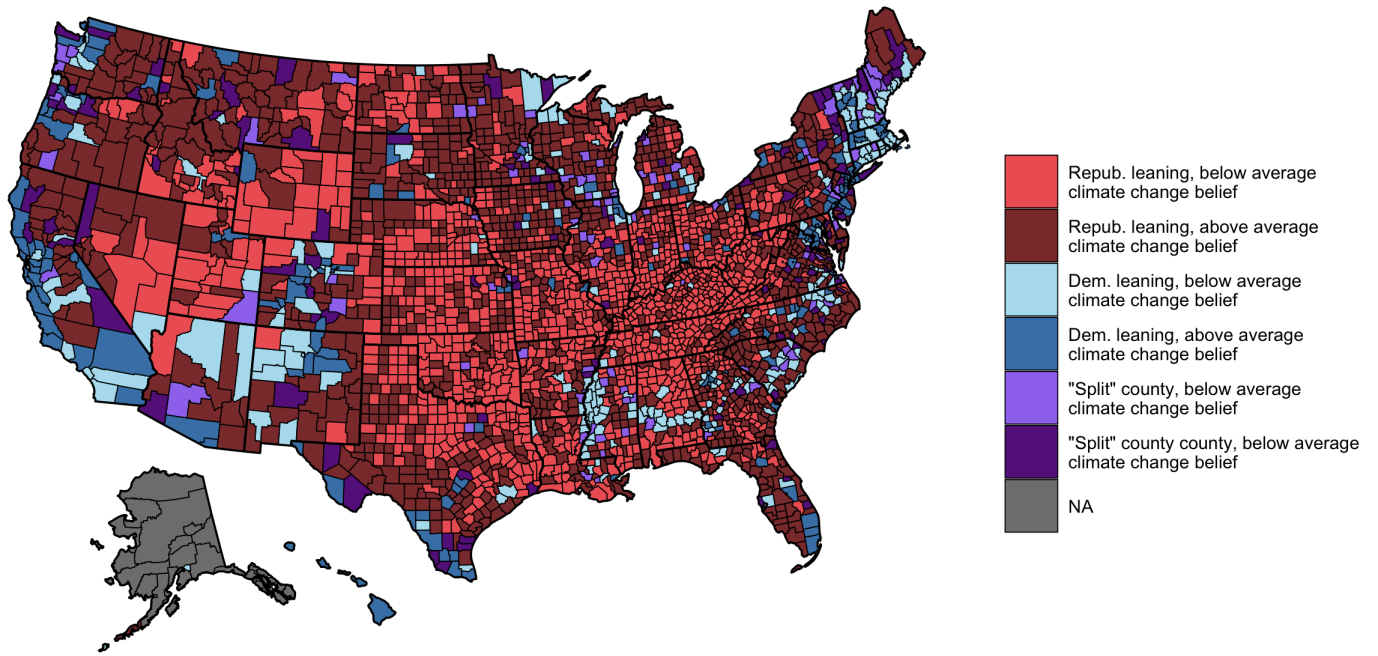 Repub. leaning, below average
climate change belief
Repub. leaning, above average
climate change belief
Dem. leaning, below average
climate change belief
Dem. leaning, above average
climate change belief
"Split" county, below average
climate change belief
"Split" county county, below average
climate change belief
NA